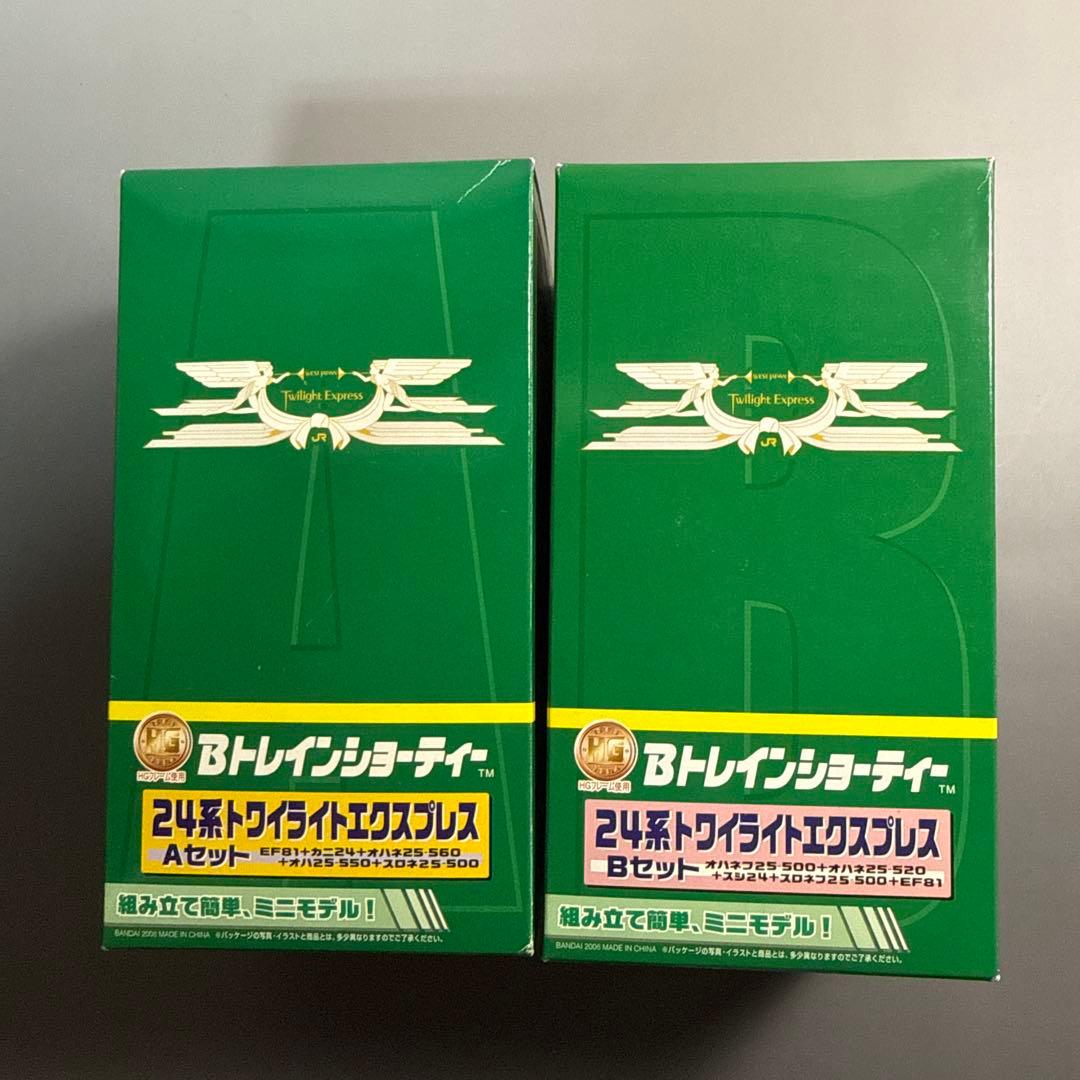 WEST JAPAN
Twilight Express
JR
HG
HGフレーム使用
Bトレインショーティー™
24系トワイライトエクスプレス
Aセット
EF81+カニ24+オハネ25-560
+オハ25-550+スロネ25-500
組み立て簡単、ミニモデル!
BANDAI 2006 MADE IN CHINA ※パッケージの写真・イラストと商品とは、多少異なりますのでご了承ください。
WEST JAPAN
Twilight Express
JR
HG
HGフレーム使用
Bトレインショーティー™
24系トワイライトエクスプレス
Bセット
オハネフ25-500+オハネ25-520
+スシ24+スロネフ25-500+EF81
組み立て簡単、ミニモデル!
BANDAI 2006 MADE IN CHINA ※パッケージの写真・イラストと商品とは、多少異なりますのでご了承ください。